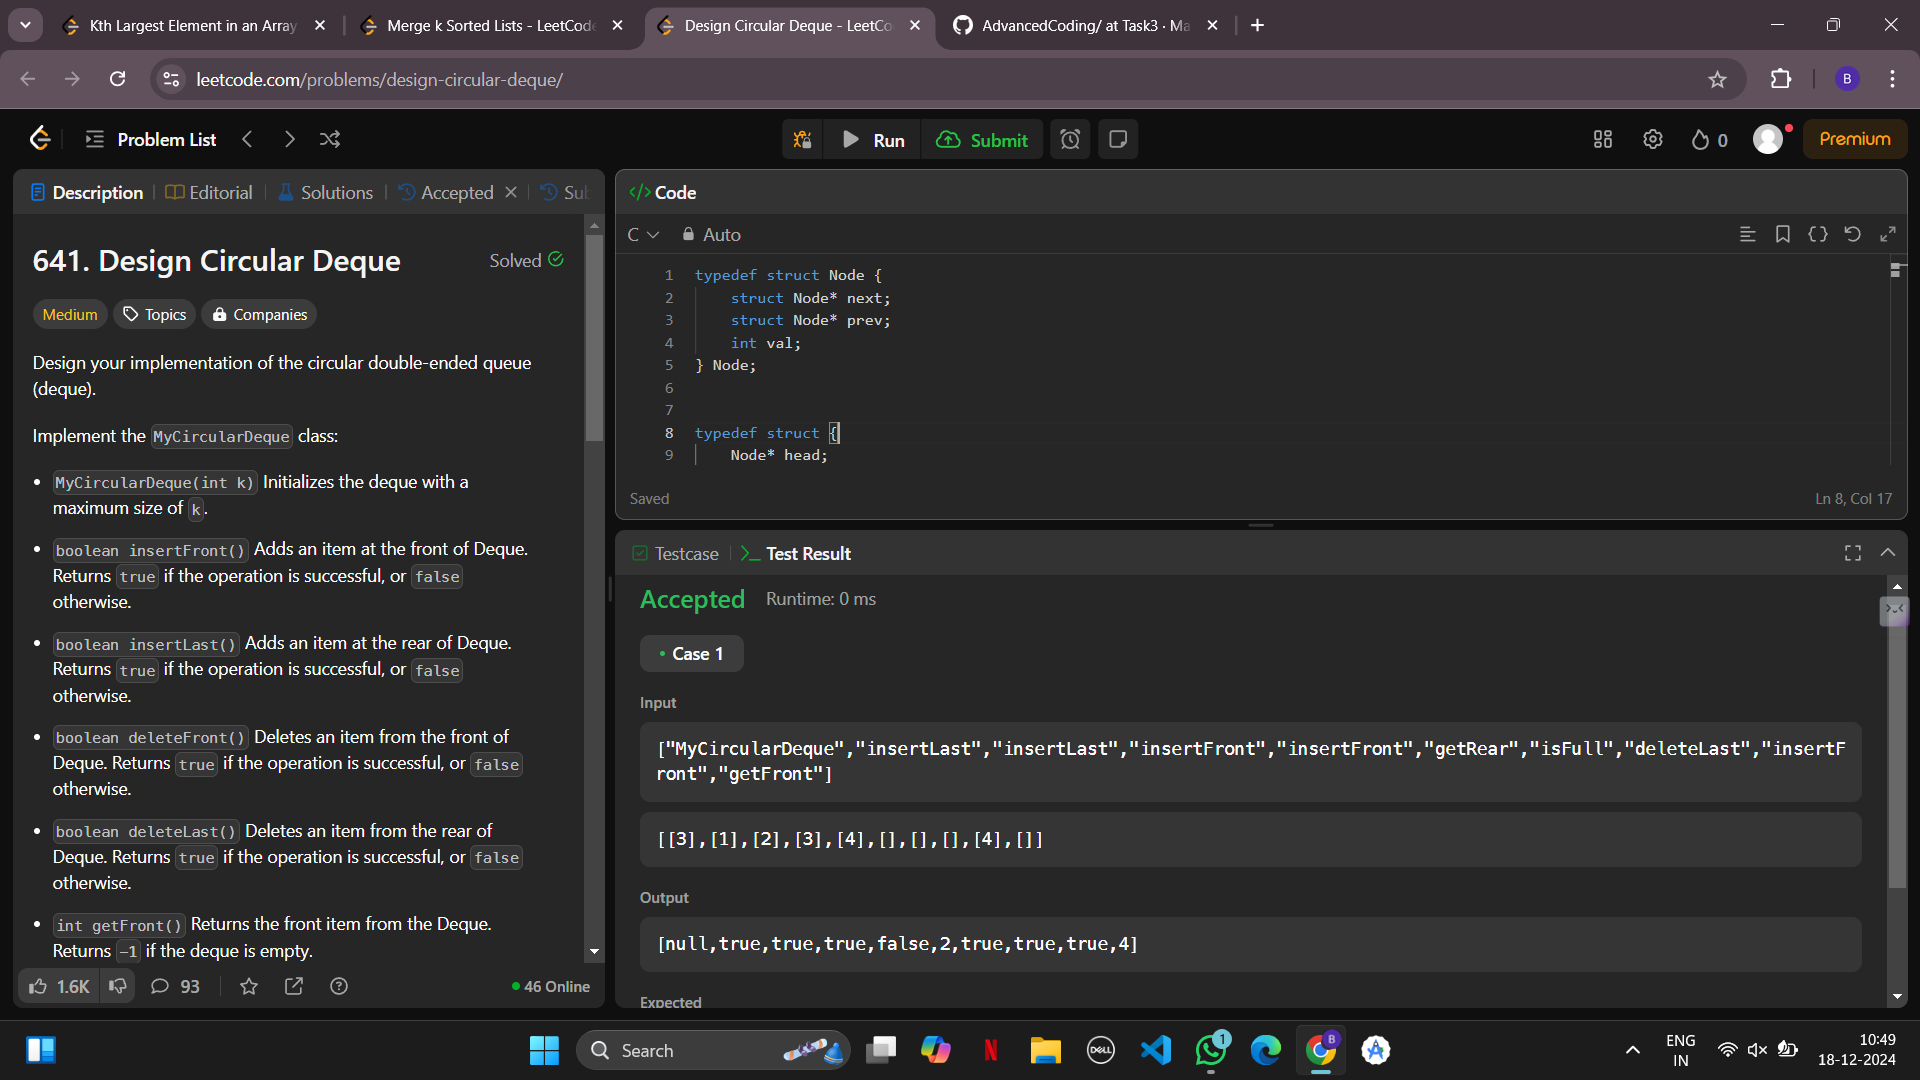 Kth Largest Element in an Array
Merge k Sorted Lists - LeetCode
Design Circular Deque - LeetCo
AdvancedCoding/ at Task3 · Ma
leetcode.com/problems/design-circular-deque/
B
Problem List
Run
Submit
0
Premium
Description
Editorial
Solutions
Accepted
Sub
</> Code
641. Design Circular Deque
Solved
C
Auto
Medium
Topics
Companies
Design your implementation of the circular double-ended queue
(deque).
Implement the MyCircularDeque class:
• MyCircularDeque(int k) Initializes the deque with a
maximum size of k.
• boolean insertFront() Adds an item at the front of Deque.
Returns true if the operation is successful, or false
otherwise.
• boolean insertLast() Adds an item at the rear of Deque.
Returns true if the operation is successful, or false
otherwise.
• boolean deleteFront() Deletes an item from the front of
Deque. Returns true if the operation is successful, or false
otherwise.
• boolean deleteLast() Deletes an item from the rear of
Deque. Returns true if the operation is successful, or false
otherwise.
• int getFront() Returns the front item from the Deque.
Returns -1 if the deque is empty.
1.6K
93
46 Online
1 typedef struct Node {
2 struct Node* next;
3 struct Node* prev;
4 int val;
5 } Node;
6
7
8 typedef struct {
9 Node* head;
Saved
Ln 8, Col 17
Testcase
>_ Test Result
Accepted
Runtime: 0 ms
• Case 1
Input
["MyCircularDeque","insertLast","insertLast","insertFront","insertFront","getRear","isFull","deleteLast","insertF
ront","getFront"]
[[3],[1],[2],[3],[4],[],[],[],[4],[]]
Output
[null,true,true,true,false,2,true,true,true,4]
Expected
Search
N
DELL
1
B
ENG
IN
10:49
18-12-2024